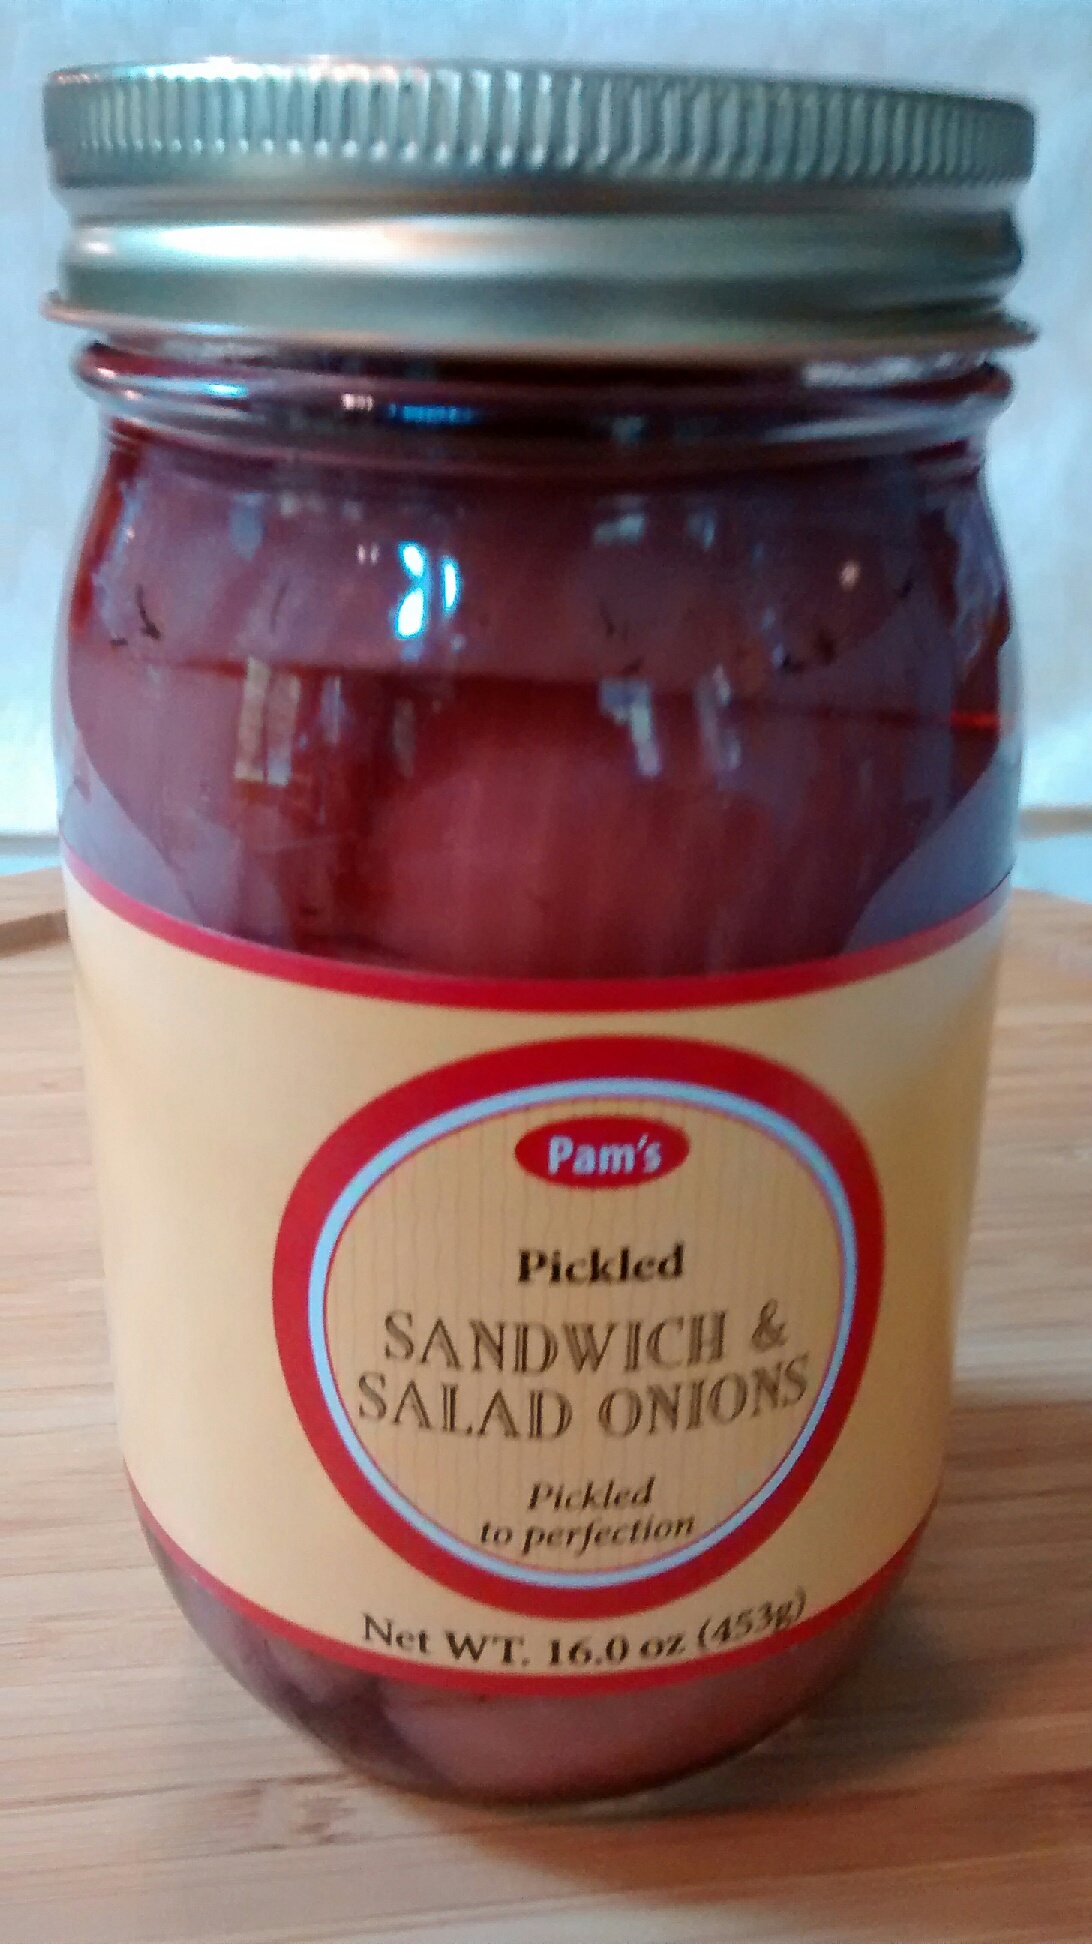 Pam's
Pickled
SANDWICH &
SALAD ONIONS
Pickled
to perfection
Net WT. 16.0 oz (453g)